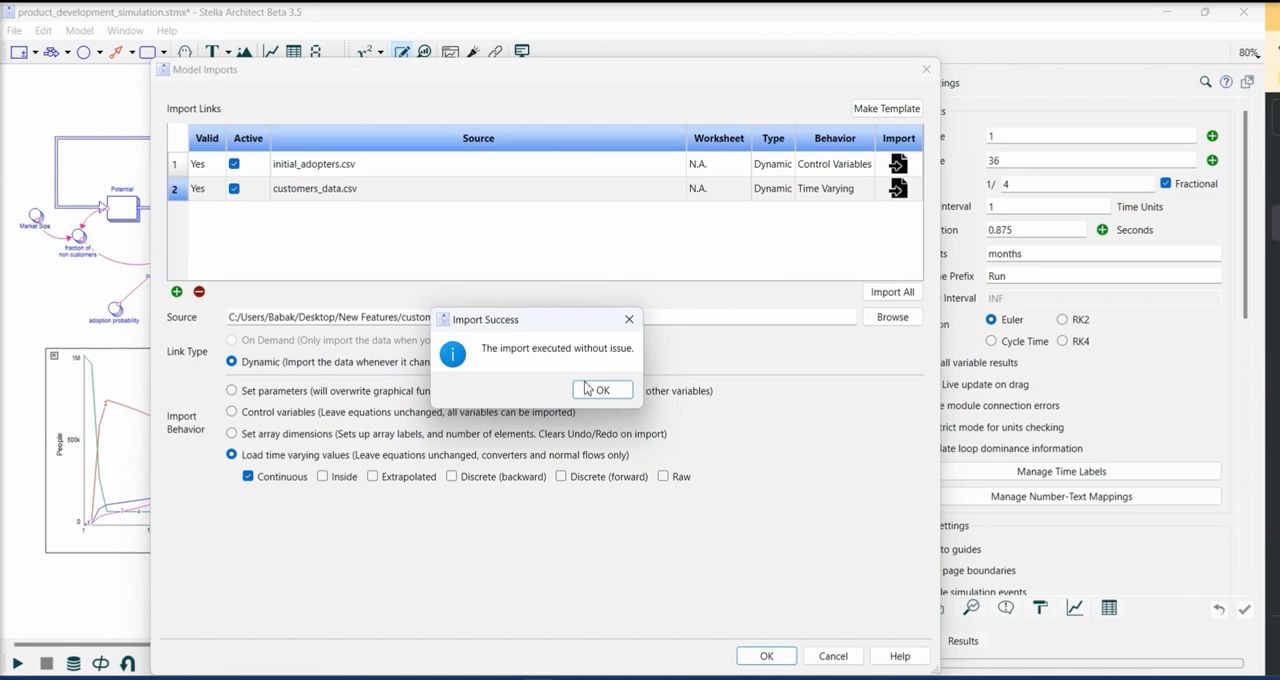 product_development_simulation.stmx* - Stella Architect Beta 3.5
File Edit Model Window Help
80%
Model Imports
Import Links
Make Template
Valid Active Source Worksheet Type Behavior Import
1 Yes initial_adopters.csv N.A. Dynamic Control Variables
2 Yes customers_data.csv N.A. Dynamic Time Varying
Import All
Source C:/Users/Babak/Desktop/New Features/custom
Browse
Link Type
On Demand (Only import the data when yo
Dynamic (Import the data whenever it chan
Import Behavior
Set parameters (will overwrite graphical fun
other variables)
Control variables (Leave equations unchanged, all variables can be imported)
Set array dimensions (Sets up array labels, and number of elements. Clears Undo/Redo on import)
Load time varying values (Leave equations unchanged, converters and normal flows only)
Continuous Inside Extrapolated Discrete (backward) Discrete (forward) Raw
OK Cancel Help
Import Success
The import executed without issue.
OK
Potential
Market Size
fraction of
non customers
adoption probability
1M
2
People
500k
0
1
ngs
1
36
1/ 4 Fractional
nterval 1 Time Units
tion 0.875 Seconds
ts months
e Prefix Run
Interval INF
on Euler RK2
Cycle Time RK4
all variable results
Live update on drag
e module connection errors
trict mode for units checking
late loop dominance information
Manage Time Labels
Manage Number-Text Mappings
ettings
to guides
page boundaries
le simulation events
Results